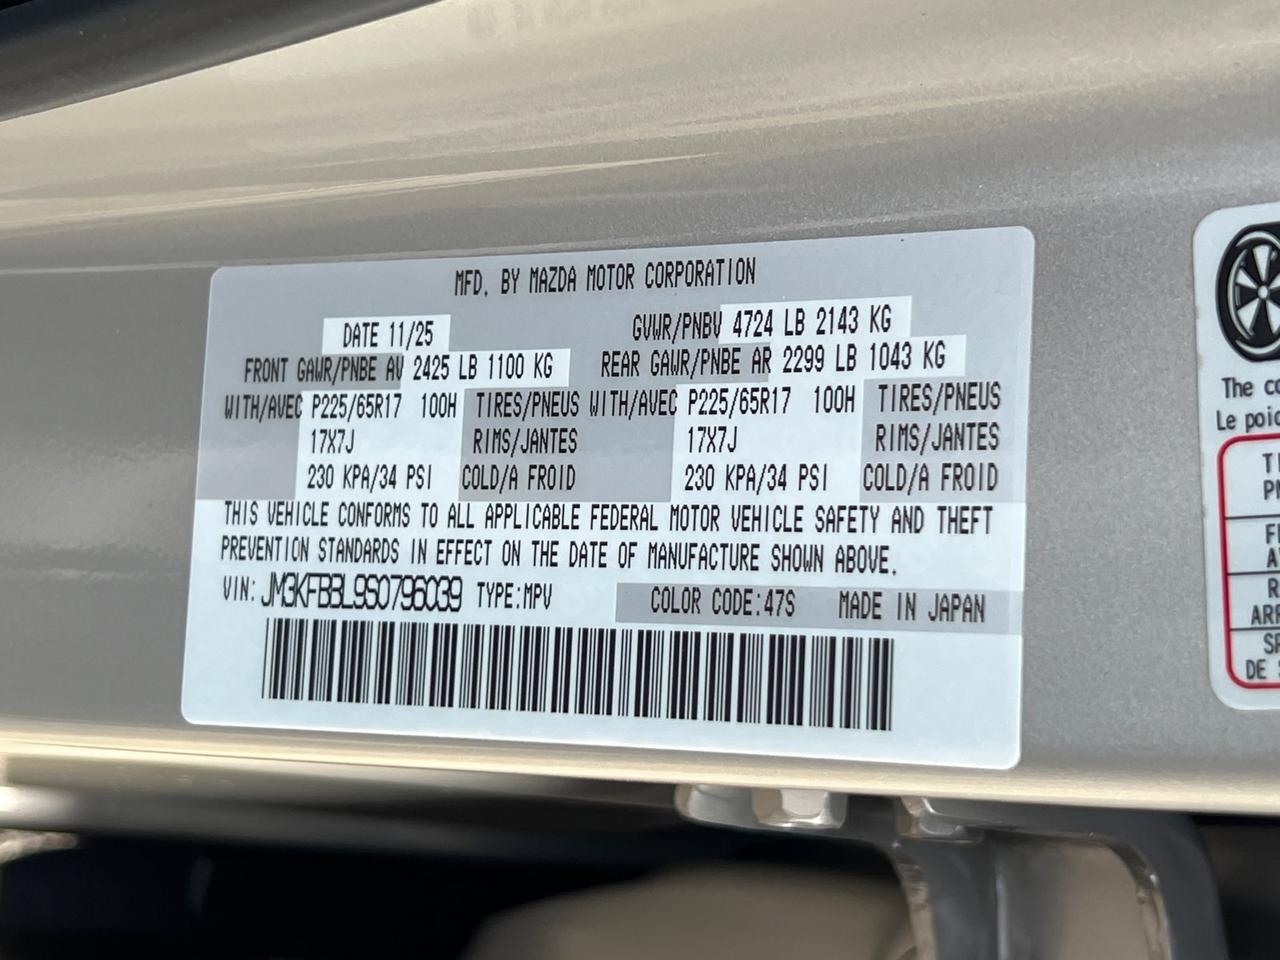 MFD. BY MAZDA MOTOR CORPORATION
DATE 11/25 GVWR/PNBV 4724 LB 2143 KG
FRONT GAWR/PNBE AV 2425 LB 1100 KG REAR GAWR/PNBE AR 2299 LB 1043 KG
WITH/AVEC P225/65R17 100H TIRES/PNEUS WITH/AVEC P225/65R17 100H TIRES/PNEUS
17X7J RIMS/JANTES 17X7J RIMS/JANTES
230 KPA/34 PSI COLD/A FROID 230 KPA/34 PSI COLD/A FROID
THIS VEHICLE CONFORMS TO ALL APPLICABLE FEDERAL MOTOR VEHICLE SAFETY AND THEFT
PREVENTION STANDARDS IN EFFECT ON THE DATE OF MANUFACTURE SHOWN ABOVE.
VIN: JM3KFBBL9S0796039 TYPE:MPV COLOR CODE:47S MADE IN JAPAN
The
Le
DE